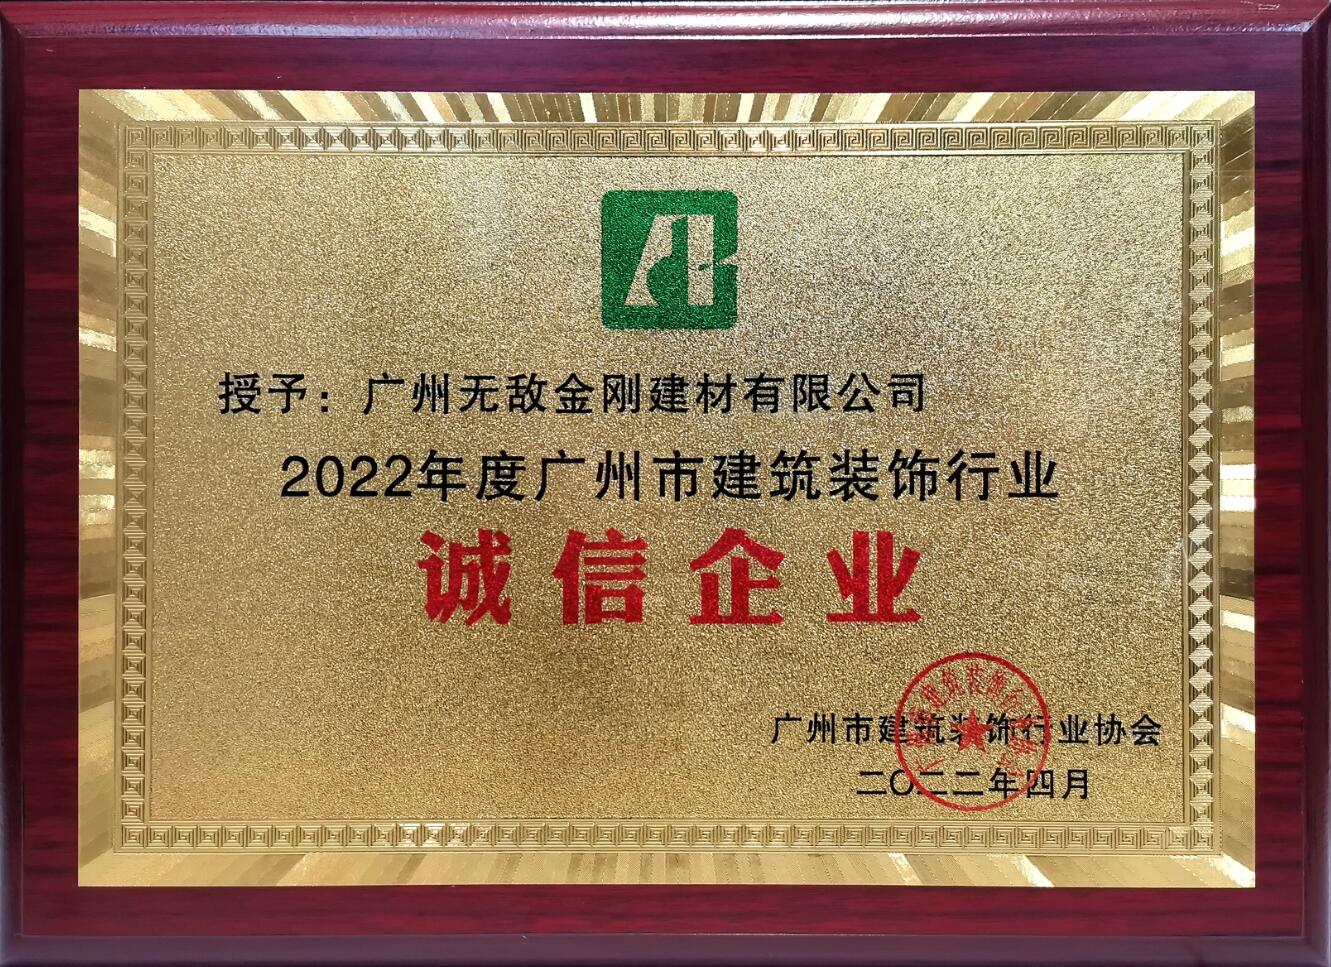 授予：广州无敌金刚建材有限公司
2022年度广州市建筑装饰行业
诚信企业
广州市建筑装饰行业协会
二〇二二年四月